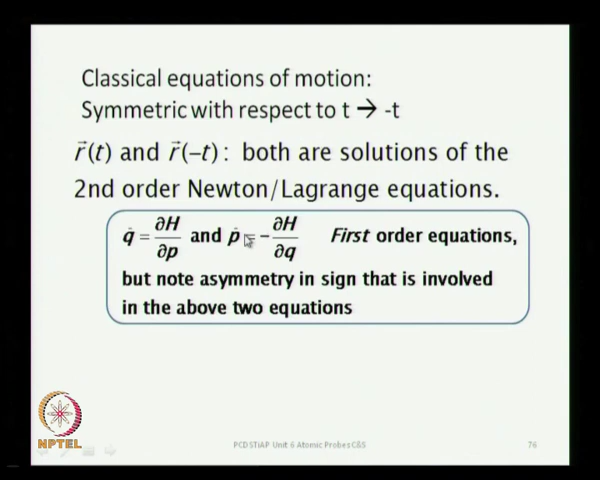 Classical equations of motion:
Symmetric with respect to t → -t
r⃗(t) and r⃗(−t): both are solutions of the
2nd order Newton/Lagrange equations.
q̇ = ∂H/∂p and ṗ = −∂H/∂q First order equations,
but note asymmetry in sign that is involved
in the above two equations
NPTEL
PCD STiAP Unit 6 Atomic Probes C&S
76